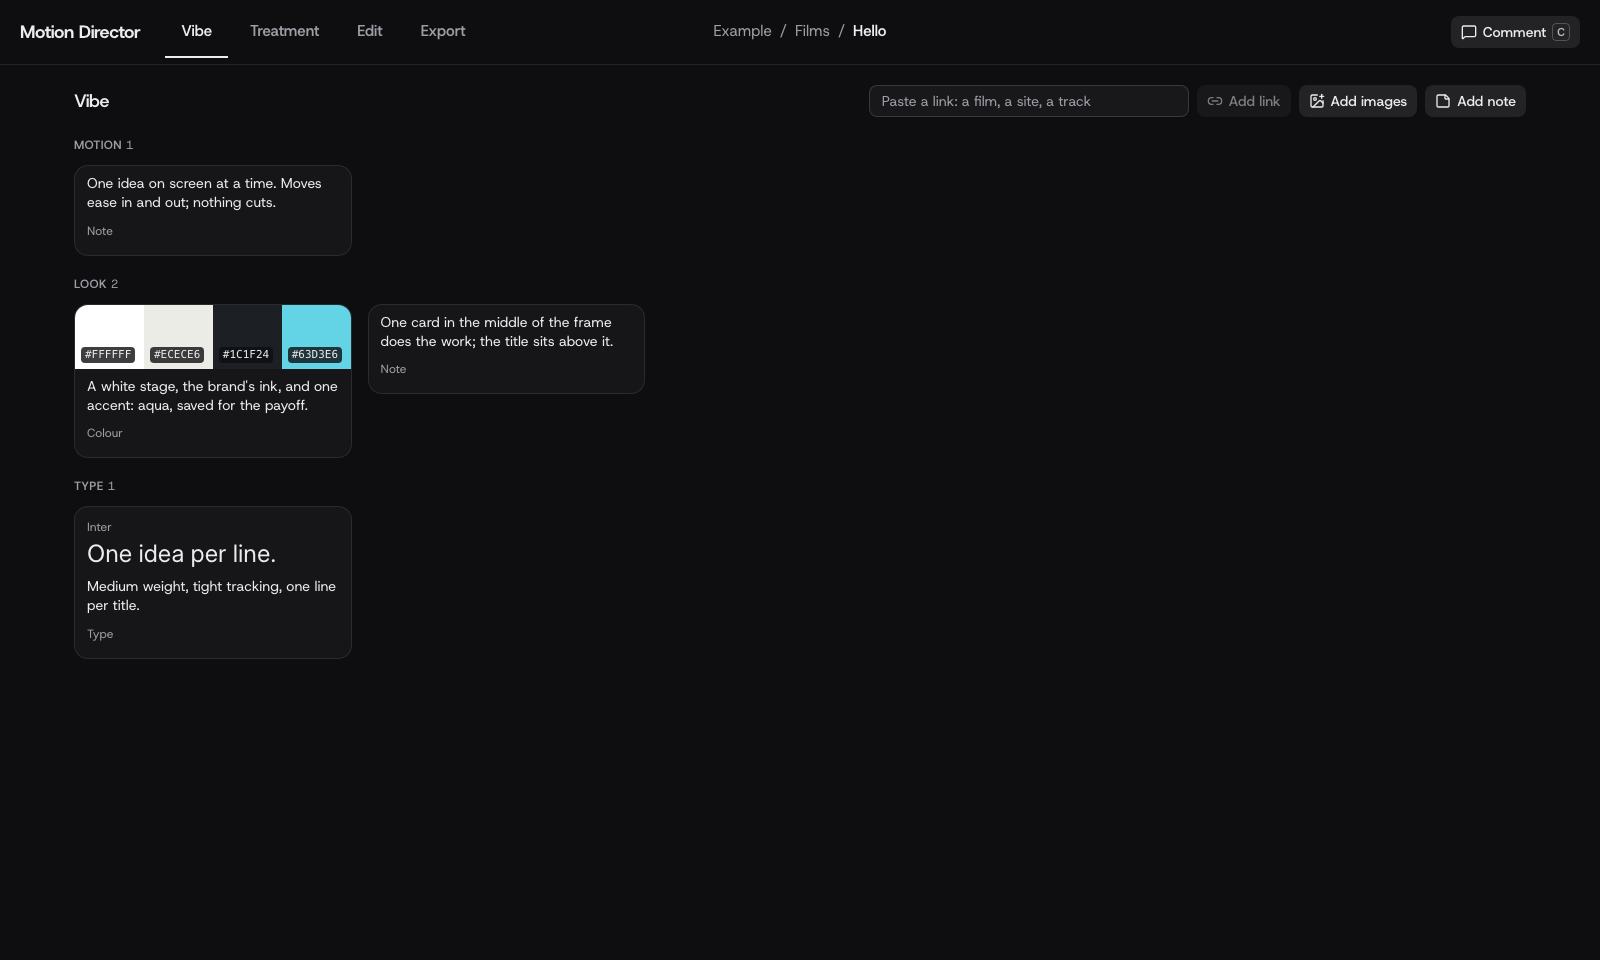 Motion Director
Vibe
Treatment
Edit
Export
Example / Films / Hello
Comment C
Vibe
Paste a link: a film, a site, a track
Add link
Add images
Add note
MOTION 1
One idea on screen at a time. Moves
ease in and out; nothing cuts.
Note
LOOK 2
#FFFFFF
#ECECE6
#1C1F24
#63D3E6
A white stage, the brand's ink, and one
accent: aqua, saved for the payoff.
Colour
One card in the middle of the frame
does the work; the title sits above it.
Note
TYPE 1
Inter
One idea per line.
Medium weight, tight tracking, one line
per title.
Type